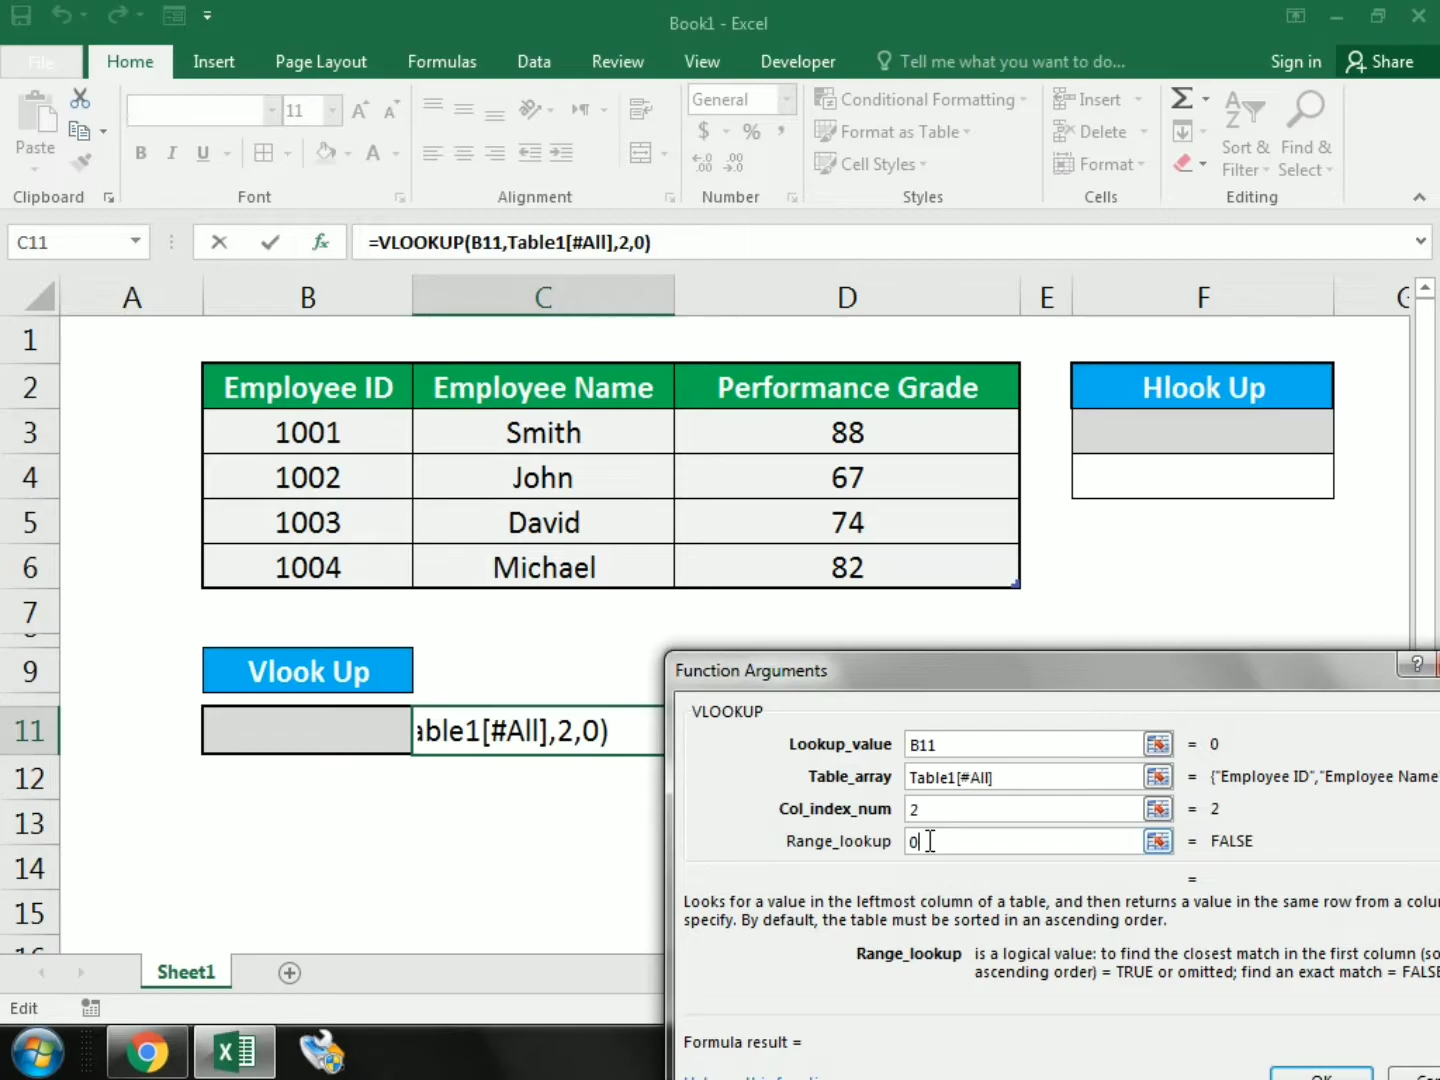 Book1 - Excel
File Home Insert Page Layout Formulas Data Review View Developer Tell me what you want to do... Sign in Share
Paste
Clipboard
11
B I U A
Font
Alignment
General
$ % ,
Number
Conditional Formatting
Format as Table
Cell Styles
Styles
Insert
Delete
Format
Cells
Sort & Filter
Find & Select
Editing
C11 fx =VLOOKUP(B11,Table1[#All],2,0)
A B C D E F
1
2 Employee ID Employee Name Performance Grade Hlook Up
3 1001 Smith 88
4 1002 John 67
5 1003 David 74
6 1004 Michael 82
7
9 Vlook Up
11 able1[#All],2,0)
12
13
14
15
Function Arguments ?
VLOOKUP
Lookup_value B11 = 0
Table_array Table1[#All] = {"Employee ID","Employee Name
Col_index_num 2 = 2
Range_lookup 0 = FALSE
=
Looks for a value in the leftmost column of a table, and then returns a value in the same row from a
specify. By default, the table must be sorted in an ascending order.
Range_lookup is a logical value: to find the closest match in the first column
ascending order) = TRUE or omitted; find an exact match =
Formula result =
Sheet1
Edit